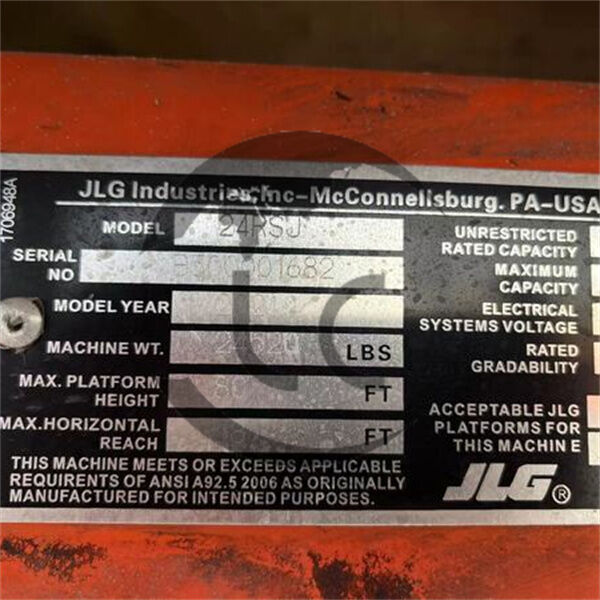 JLG Industries, Inc-McConnellsburg. PA-USA
1706948A
MODEL 24RSJ
SERIAL NO
MODEL YEAR
MACHINE WT. LBS
MAX. PLATFORM HEIGHT FT
MAX.HORIZONTAL REACH FT
THIS MACHINE MEETS OR EXCEEDS APPLICABLE
REQUIRENTS OF ANSI A92.5 2006 AS ORIGINALLY
MANUFACTURED FOR INTENDED PURPOSES.
UNRESTRICTED
RATED CAPACITY
MAXIMUM
CAPACITY
ELECTRICAL
SYSTEMS VOLTAGE
RATED
GRADABILITY
ACCEPTABLE JLG
PLATFORMS FOR
THIS MACHIN E
JLG®